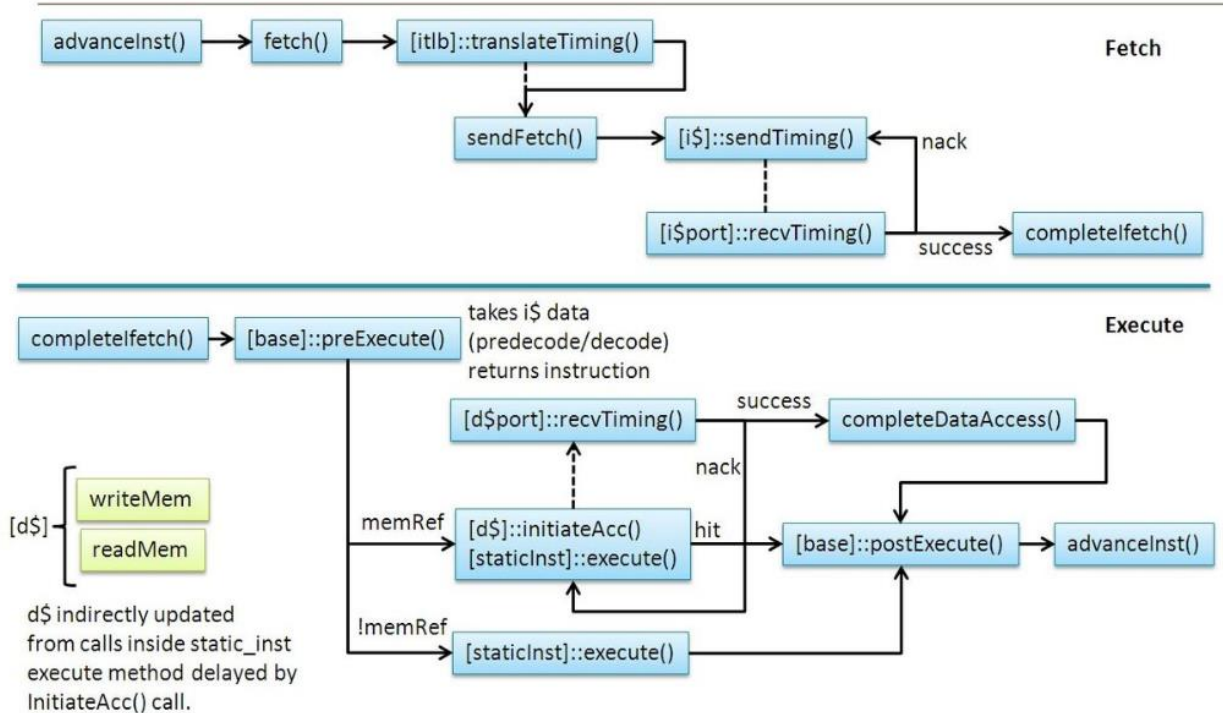 advanceInst()
fetch()
[itlb]::translateTiming()
Fetch
sendFetch()
[i$]::sendTiming()
nack
[i$port]::recvTiming()
success
completeIfetch()
completeIfetch()
[base]::preExecute()
takes i$ data
(predecode/decode)
returns instruction
Execute
[d$port]::recvTiming()
success
completeDataAccess()
nack
[d$]
writeMem
readMem
memRef
[d$]::initiateAcc()
[staticInst]::execute()
hit
[base]::postExecute()
advanceInst()
!memRef
[staticInst]::execute()
d$ indirectly updated
from calls inside static_inst
execute method delayed by
InitiateAcc() call.